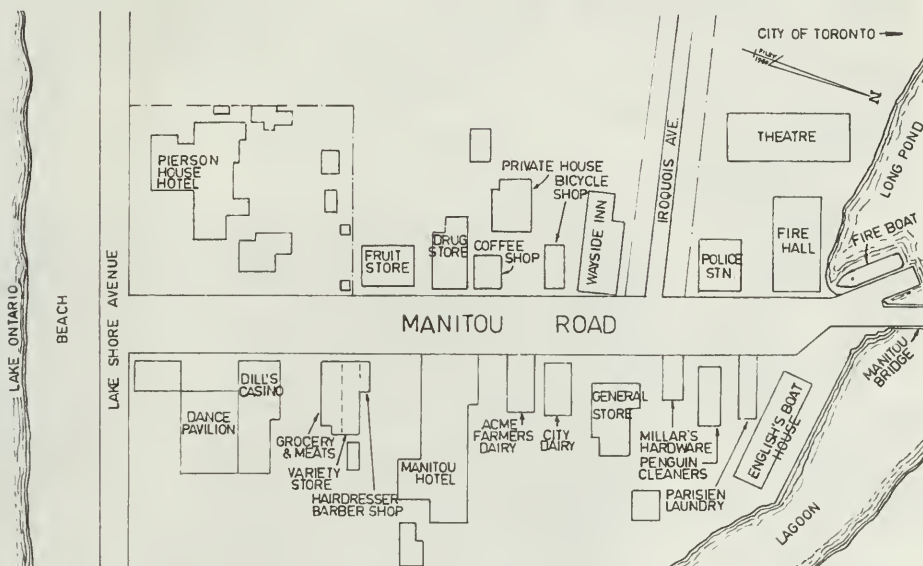 CITY OF TORONTO
FILEY
N
THEATRE
LONG POND
IROQUOIS AVE.
PIERSON
HOUSE
HOTEL
PRIVATE HOUSE
BICYCLE
SHOP
WAYSIDE INN
FRUIT
STORE
DRUG
STORE
COFFEE
SHOP
POLICE
STN
FIRE
HALL
FIRE BOAT
LAKE ONTARIO
BEACH
LAKE SHORE AVENUE
MANITOU ROAD
MANITOU
BRIDGE
DILL'S
CASINO
DANCE
PAVILION
GROCERY
& MEATS
VARIETY
STORE
HAIRDRESSER
BARBER SHOP
MANITOU
HOTEL
ACME
FARMERS
DAIRY
CITY
DAIRY
GENERAL
STORE
MILLAR'S
HARDWARE
PENGUIN
CLEANERS
PARISIEN
LAUNDRY
ENGLISH'S BOAT
HOUSE
LAGOON